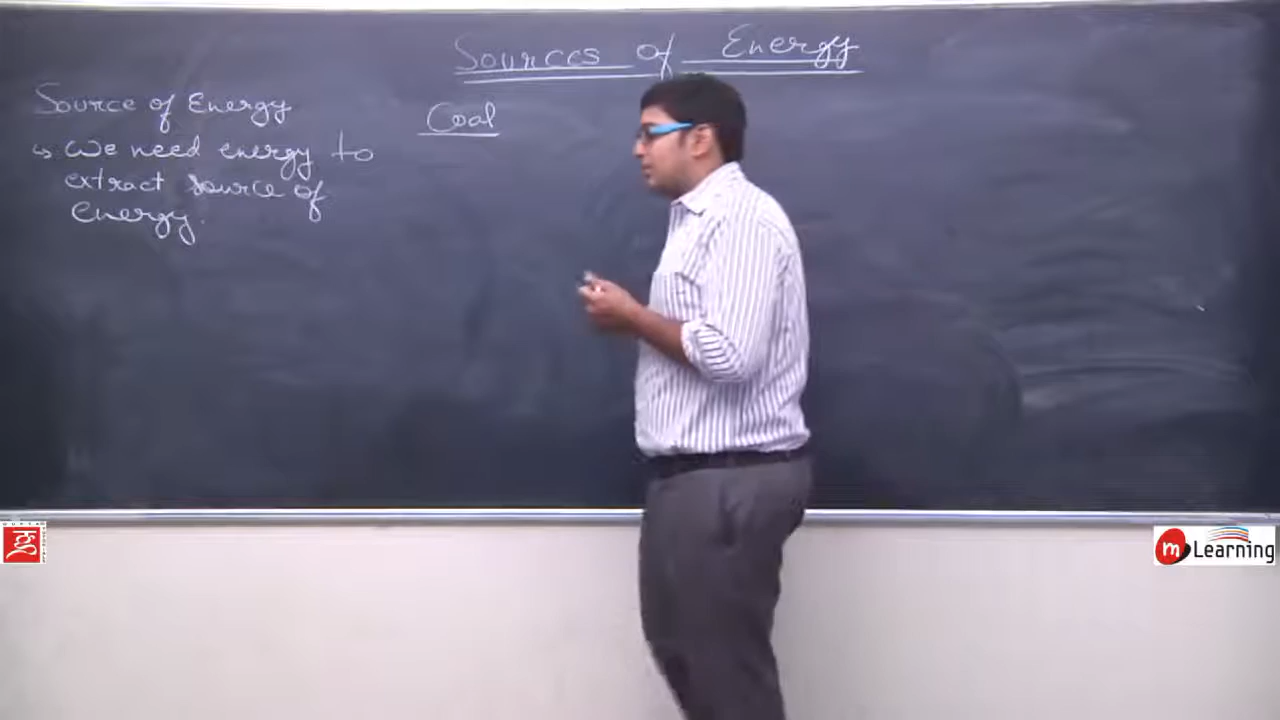 Sources of Energy
Source of Energy
↳ we need energy to
extract source of
energy.
Coal
m Learning